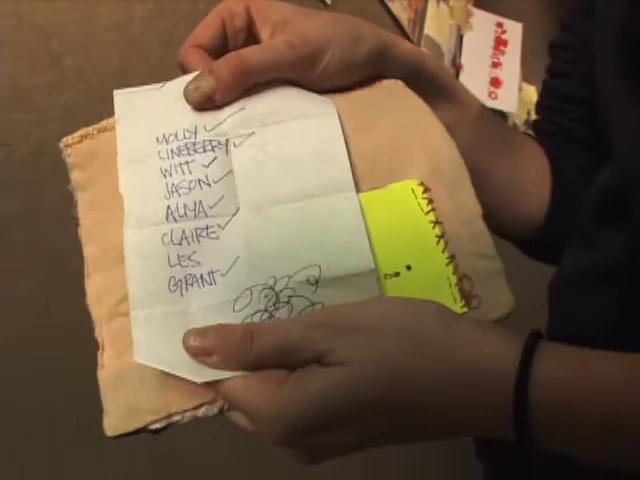 MOLLY ✓
LINEBERRY ✓
WITT ✓
JASON ✓
ALMA ✓
CLAIRE ✓
LES
GRANT ✓